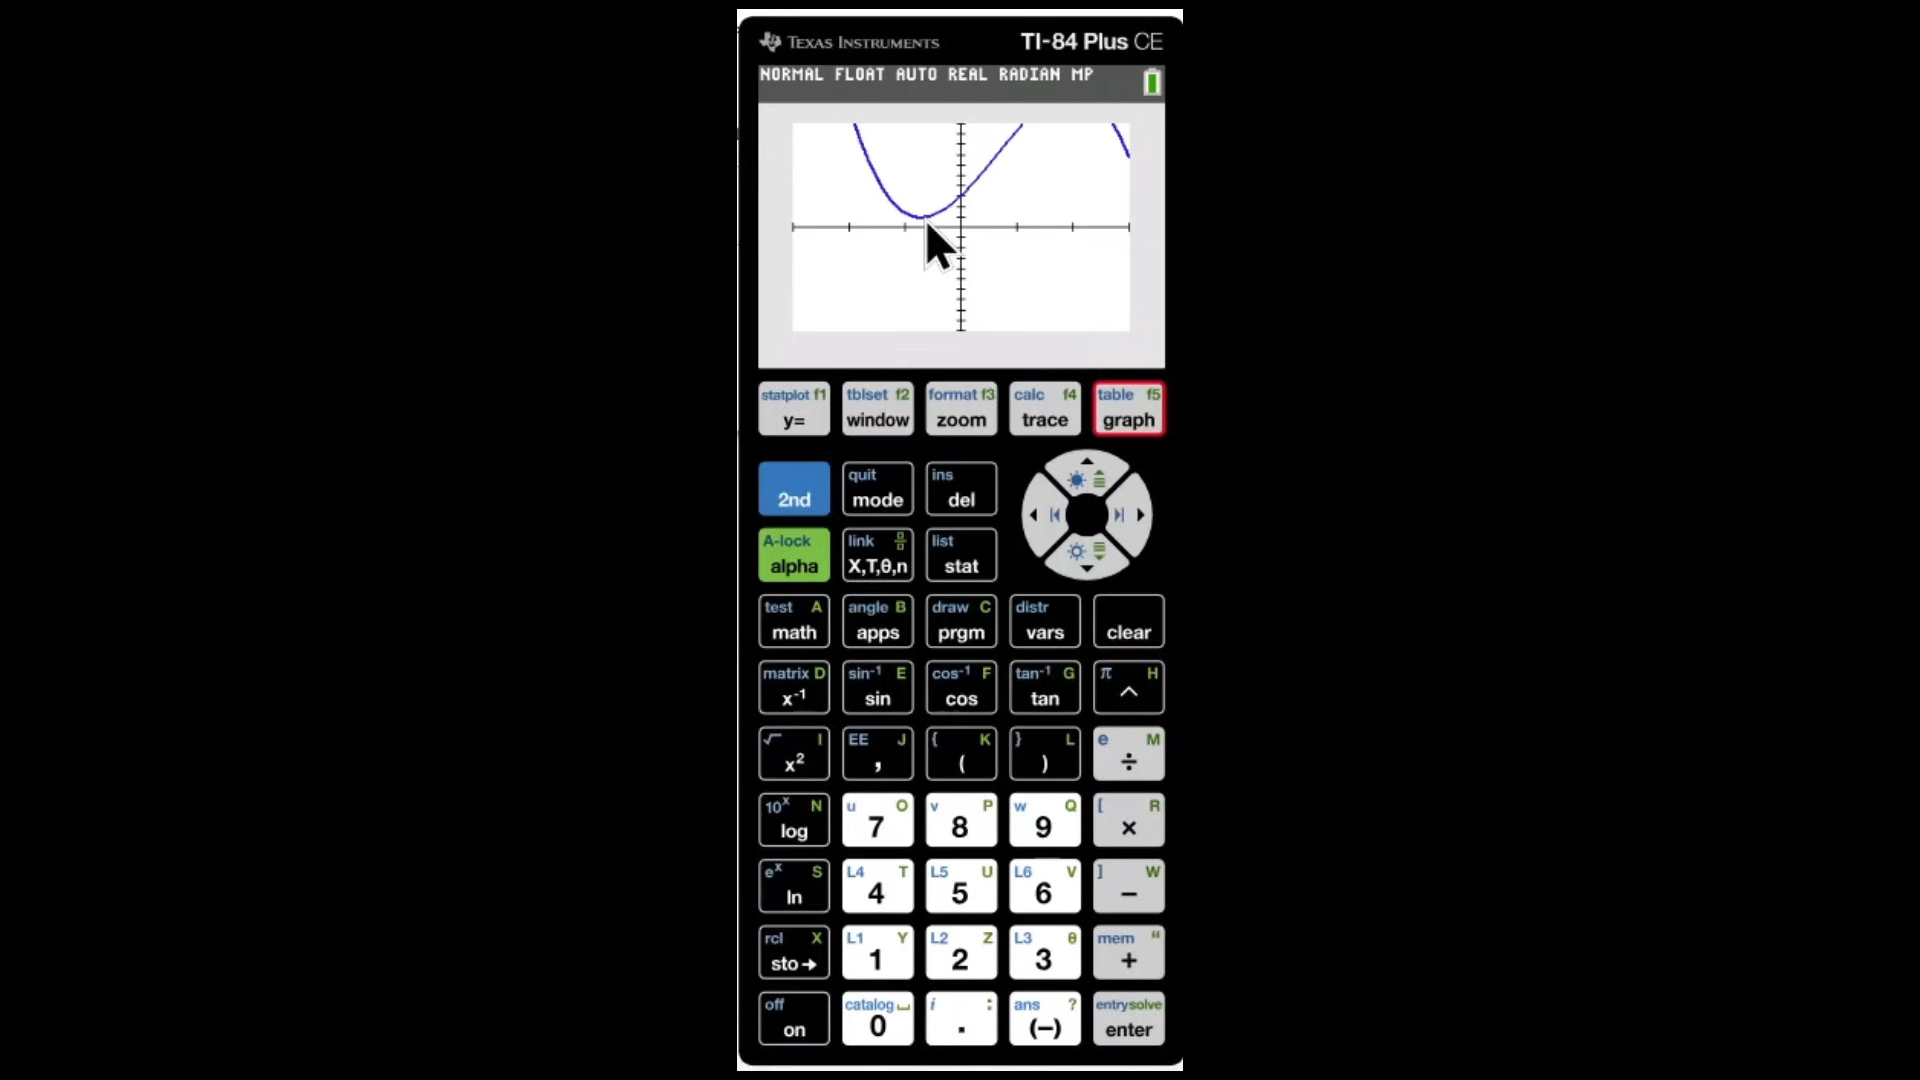 TEXAS INSTRUMENTS TI-84 Plus CE
NORMAL FLOAT AUTO REAL RADIAN MP
statplot f1 tblset f2 format f3 calc f4 table f5
y= window zoom trace graph
quit ins
2nd mode del
A-lock link list
alpha X,T,θ,n stat
test A angle B draw C distr
math apps prgm vars clear
matrix D sin⁻¹ E cos⁻¹ F tan⁻¹ G π H
x⁻¹ sin cos tan ^
√ I EE J { K } L e M
x² , ( ) ÷
10ˣ N u O v P w Q [ R
log 7 8 9 ×
eˣ S L4 T L5 U L6 V ] W
ln 4 5 6 −
rcl X L1 Y L2 Z L3 θ mem "
sto→ 1 2 3 +
off catalog ⎵ i : ans ? entry solve
on 0 . (−) enter